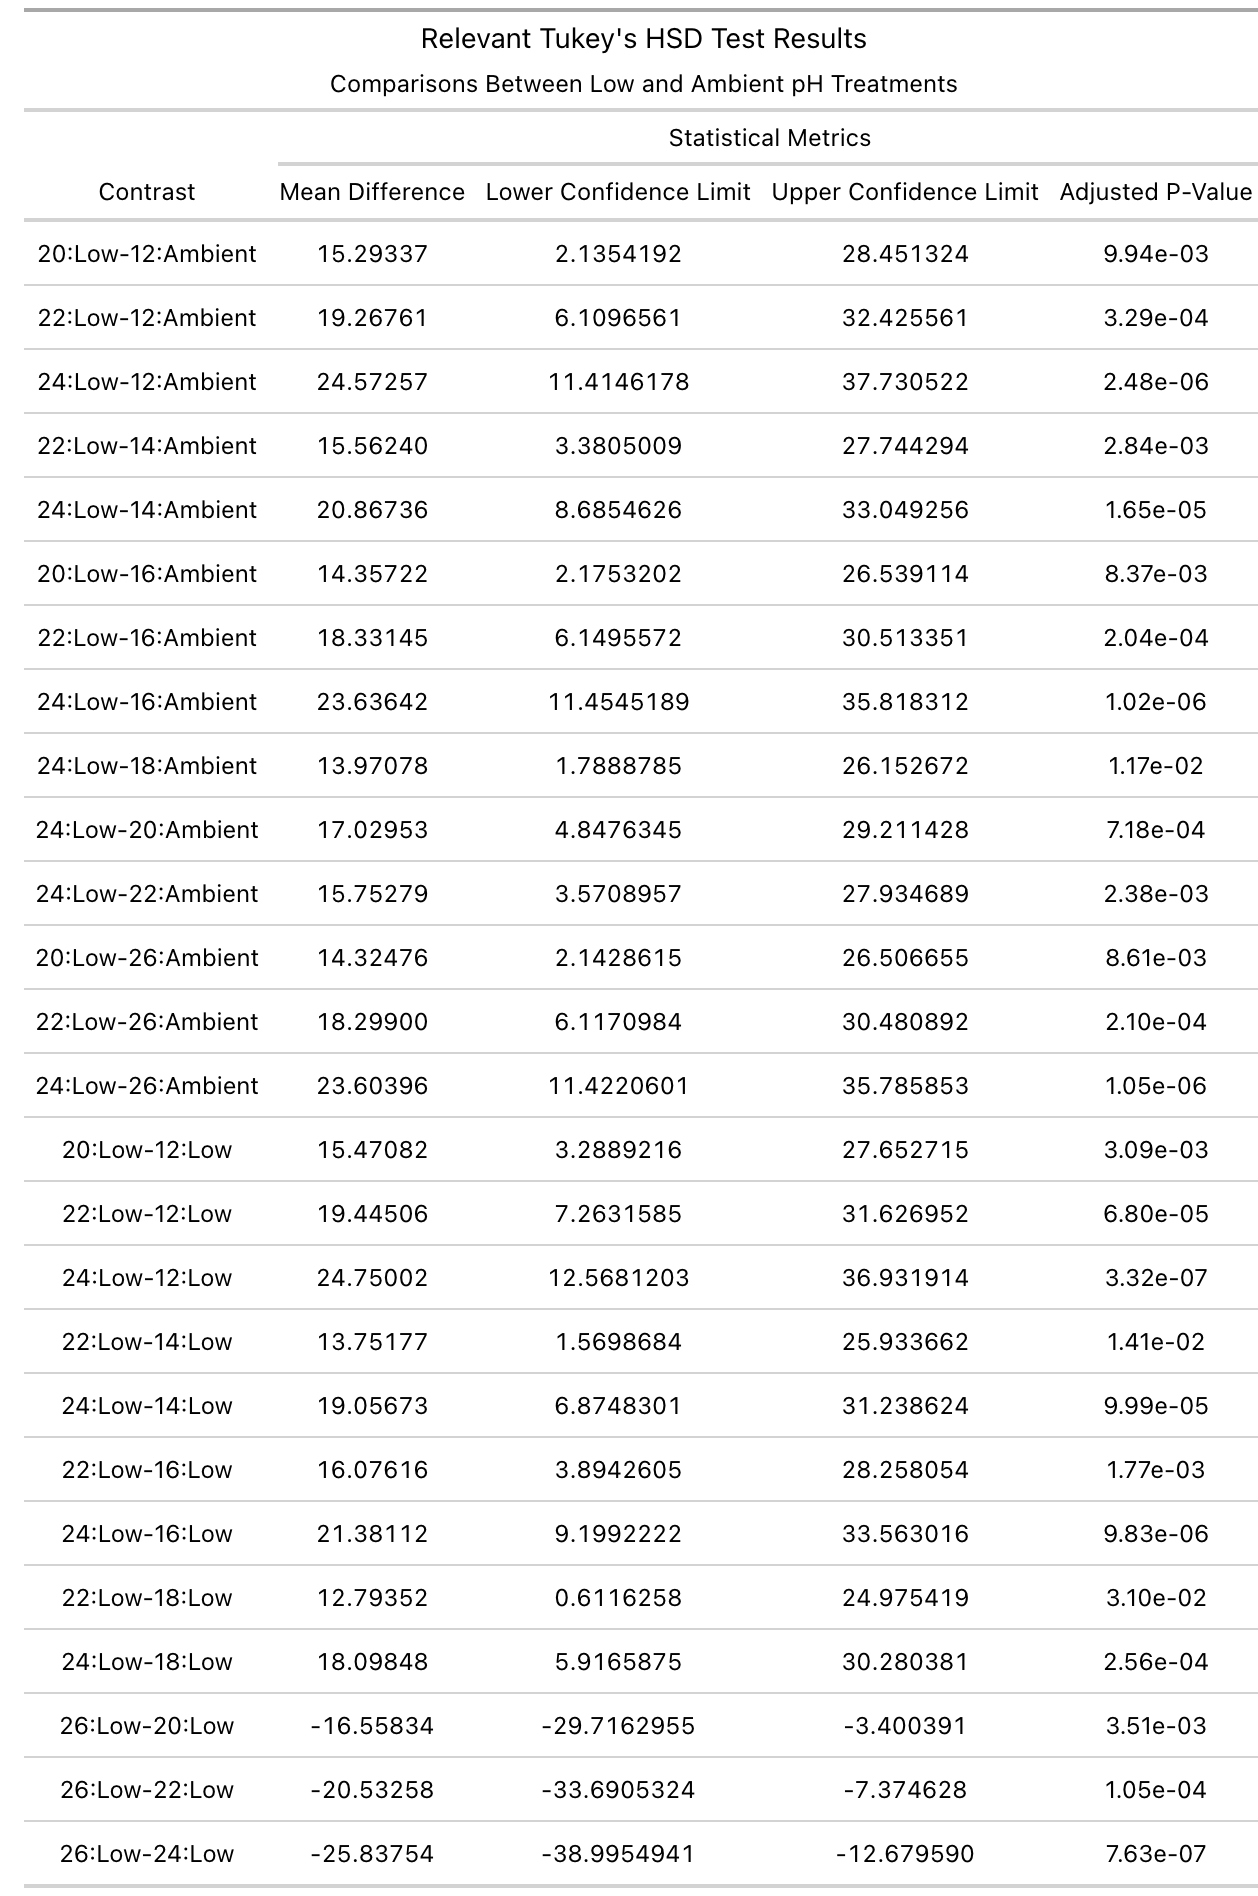 Relevant Tukey's HSD Test Results
Comparisons Between Low and Ambient pH Treatments
Statistical Metrics
Contrast Mean Difference Lower Confidence Limit Upper Confidence Limit Adjusted P-Value
20:Low-12:Ambient 15.29337 2.1354192 28.451324 9.94e-03
22:Low-12:Ambient 19.26761 6.1096561 32.425561 3.29e-04
24:Low-12:Ambient 24.57257 11.4146178 37.730522 2.48e-06
22:Low-14:Ambient 15.56240 3.3805009 27.744294 2.84e-03
24:Low-14:Ambient 20.86736 8.6854626 33.049256 1.65e-05
20:Low-16:Ambient 14.35722 2.1753202 26.539114 8.37e-03
22:Low-16:Ambient 18.33145 6.1495572 30.513351 2.04e-04
24:Low-16:Ambient 23.63642 11.4545189 35.818312 1.02e-06
24:Low-18:Ambient 13.97078 1.7888785 26.152672 1.17e-02
24:Low-20:Ambient 17.02953 4.8476345 29.211428 7.18e-04
24:Low-22:Ambient 15.75279 3.5708957 27.934689 2.38e-03
20:Low-26:Ambient 14.32476 2.1428615 26.506655 8.61e-03
22:Low-26:Ambient 18.29900 6.1170984 30.480892 2.10e-04
24:Low-26:Ambient 23.60396 11.4220601 35.785853 1.05e-06
20:Low-12:Low 15.47082 3.2889216 27.652715 3.09e-03
22:Low-12:Low 19.44506 7.2631585 31.626952 6.80e-05
24:Low-12:Low 24.75002 12.5681203 36.931914 3.32e-07
22:Low-14:Low 13.75177 1.5698684 25.933662 1.41e-02
24:Low-14:Low 19.05673 6.8748301 31.238624 9.99e-05
22:Low-16:Low 16.07616 3.8942605 28.258054 1.77e-03
24:Low-16:Low 21.38112 9.1992222 33.563016 9.83e-06
22:Low-18:Low 12.79352 0.6116258 24.975419 3.10e-02
24:Low-18:Low 18.09848 5.9165875 30.280381 2.56e-04
26:Low-20:Low -16.55834 -29.7162955 -3.400391 3.51e-03
26:Low-22:Low -20.53258 -33.6905324 -7.374628 1.05e-04
26:Low-24:Low -25.83754 -38.9954941 -12.679590 7.63e-07